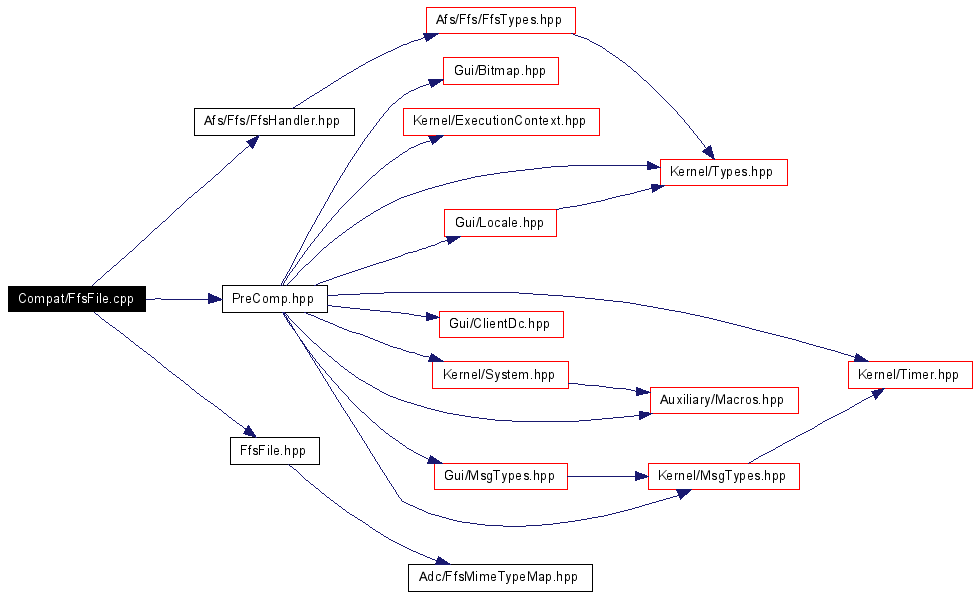 Afs/Ffs/FfsTypes.hpp
Gui/Bitmap.hpp
Afs/Ffs/FfsHandler.hpp
Kernel/ExecutionContext.hpp
Kernel/Types.hpp
Gui/Locale.hpp
Compat/FfsFile.cpp
PreComp.hpp
Gui/ClientDc.hpp
Kernel/System.hpp
Kernel/Timer.hpp
Auxiliary/Macros.hpp
FfsFile.hpp
Gui/MsgTypes.hpp
Kernel/MsgTypes.hpp
Adc/FfsMimeTypeMap.hpp